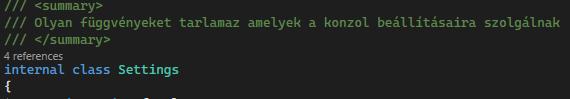 /// <summary>
/// Olyan függvényeket tarlamaz amelyek a konzol beállításaira szolgálnak
/// </summary>
4 references
internal class Settings
{